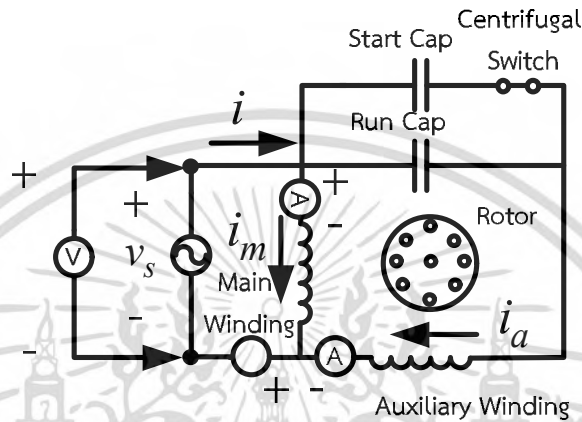 Centrifugal
Start Cap
Switch
i
Run Cap
+
+
+
A
-
Rotor
V
v_s
i_m
Main
Winding
-
-
+
-
A
i_a
Auxiliary Winding